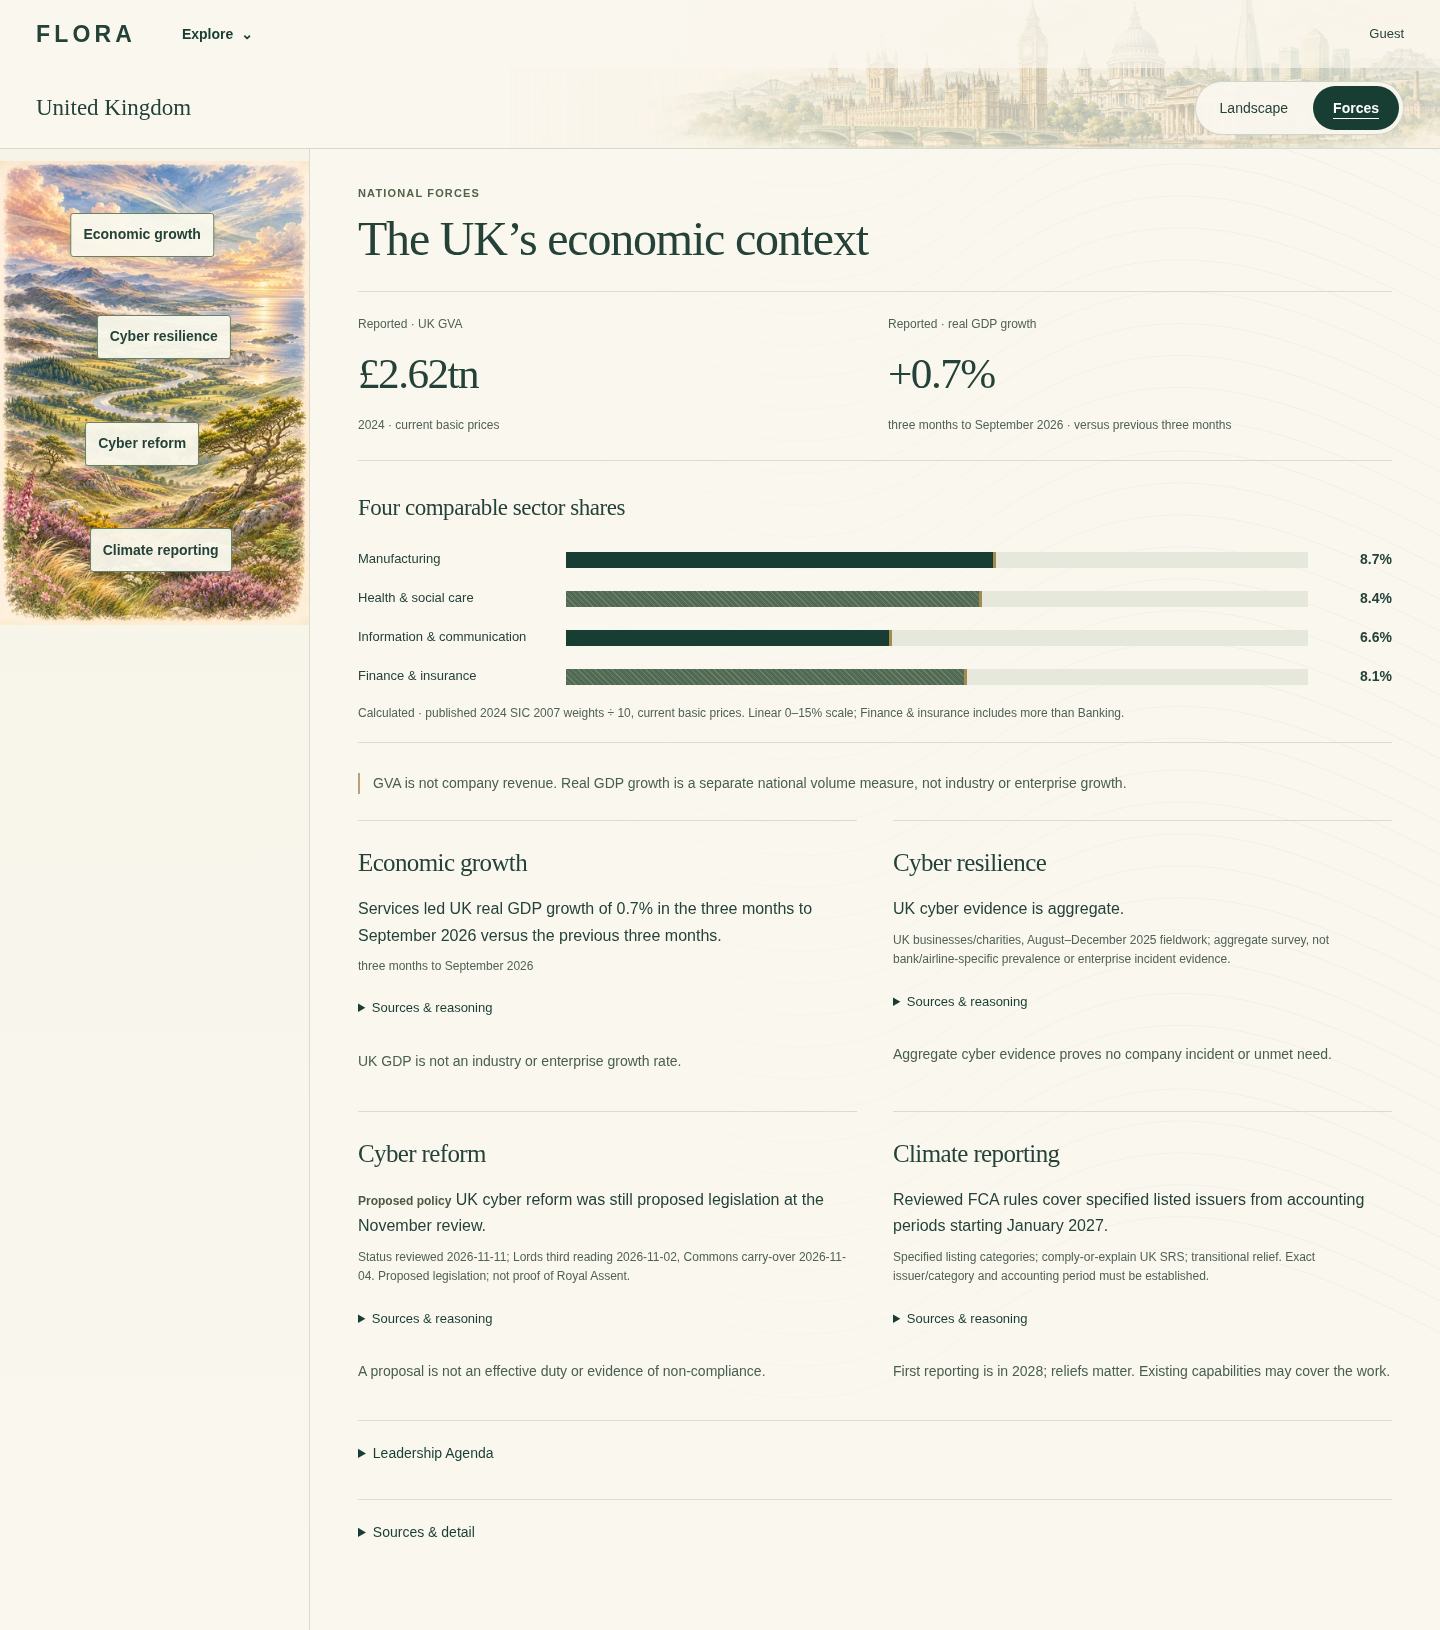 FLORA
Explore
Guest
United Kingdom
Landscape
Forces
Economic growth
Cyber resilience
Cyber reform
Climate reporting
NATIONAL FORCES
The UK’s economic context
Reported · UK GVA
£2.62tn
2024 · current basic prices
Reported · real GDP growth
+0.7%
three months to September 2026 · versus previous three months
Four comparable sector shares
Manufacturing 8.7%
Health & social care 8.4%
Information & communication 6.6%
Finance & insurance 8.1%
Calculated · published 2024 SIC 2007 weights ÷ 10, current basic prices. Linear 0–15% scale; Finance & insurance includes more than Banking.
GVA is not company revenue. Real GDP growth is a separate national volume measure, not industry or enterprise growth.
Economic growth
Services led UK real GDP growth of 0.7% in the three months to
September 2026 versus the previous three months.
three months to September 2026
Sources & reasoning
UK GDP is not an industry or enterprise growth rate.
Cyber resilience
UK cyber evidence is aggregate.
UK businesses/charities, August–December 2025 fieldwork; aggregate survey, not
bank/airline-specific prevalence or enterprise incident evidence.
Sources & reasoning
Aggregate cyber evidence proves no company incident or unmet need.
Cyber reform
Proposed policy UK cyber reform was still proposed legislation at the
November review.
Status reviewed 2026-11-11; Lords third reading 2026-11-02, Commons carry-over 2026-11-
04. Proposed legislation; not proof of Royal Assent.
Sources & reasoning
A proposal is not an effective duty or evidence of non-compliance.
Climate reporting
Reviewed FCA rules cover specified listed issuers from accounting
periods starting January 2027.
Specified listing categories; comply-or-explain UK SRS; transitional relief. Exact
issuer/category and accounting period must be established.
Sources & reasoning
First reporting is in 2028; reliefs matter. Existing capabilities may cover the work.
Leadership Agenda
Sources & detail